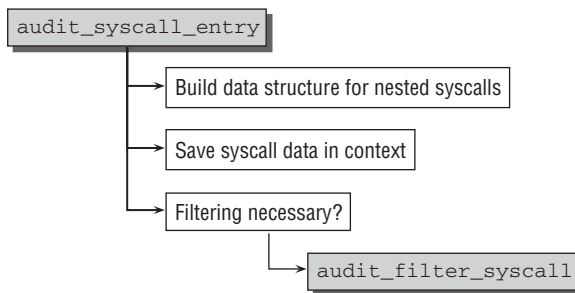 audit_syscall_entry
Build data structure for nested syscalls
Save syscall data in context
Filtering necessary?
audit_filter_syscall